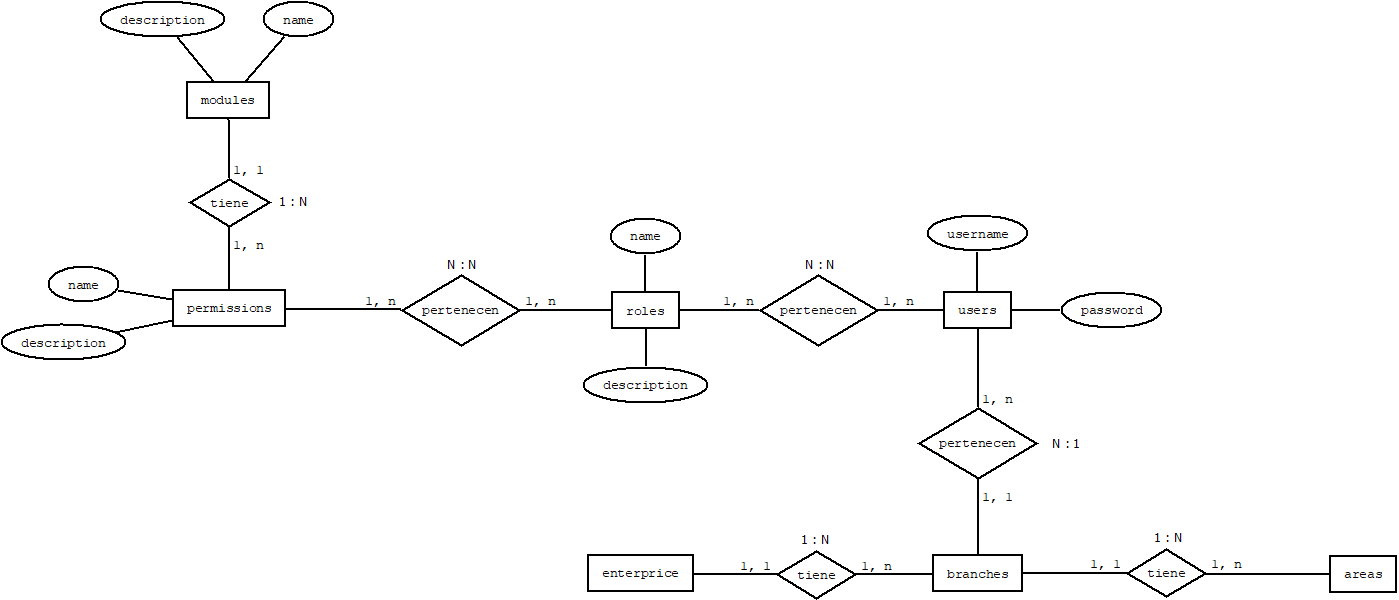 description
name
modules
1, 1
tiene
1:N
1, n
name
permissions
description
N:N
1, n
pertenecen
1, n
name
roles
description
N:N
1, n
pertenecen
1, n
username
users
password
1, n
pertenecen
N:1
1, 1
enterprice
1:N
1, 1
tiene
1, n
branches
1:N
1, 1
tiene
1, n
areas